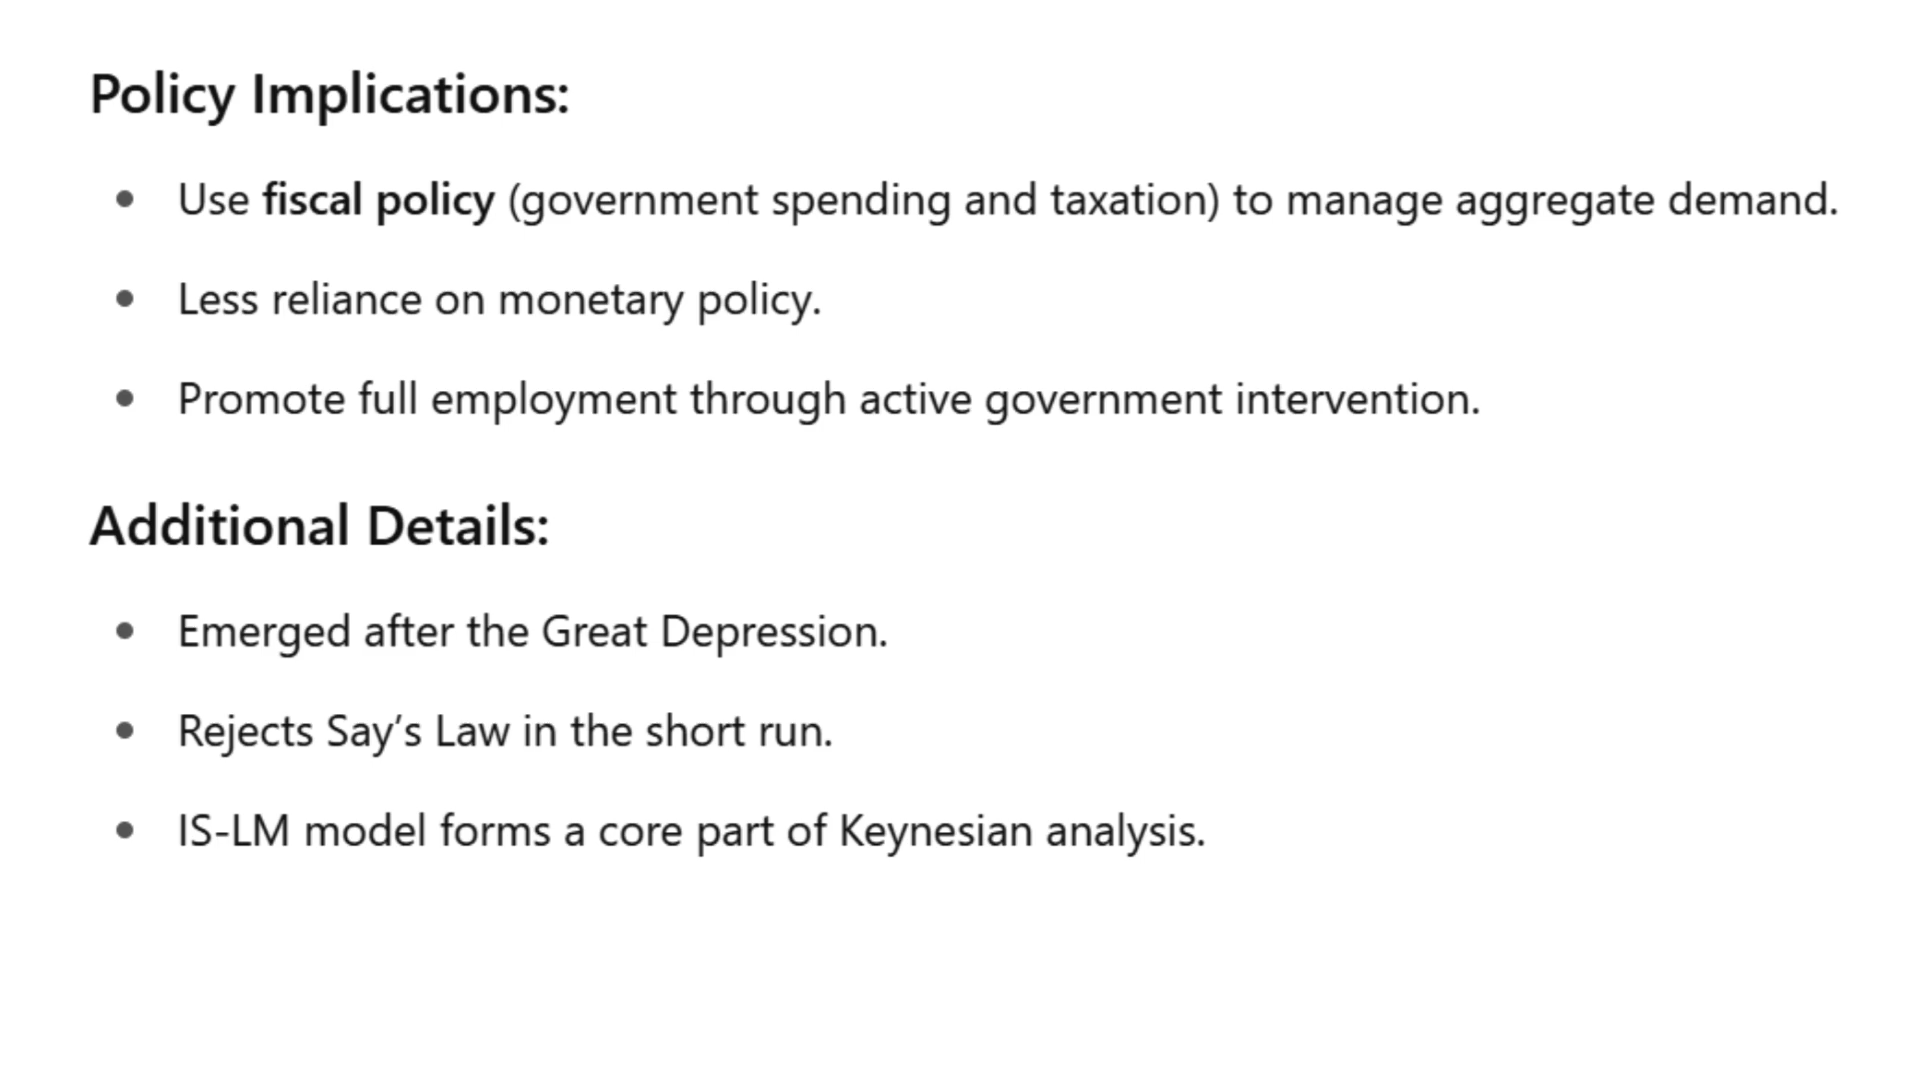 Policy Implications:
Use fiscal policy (government spending and taxation) to manage aggregate demand.
Less reliance on monetary policy.
Promote full employment through active government intervention.
Additional Details:
Emerged after the Great Depression.
Rejects Say’s Law in the short run.
IS-LM model forms a core part of Keynesian analysis.